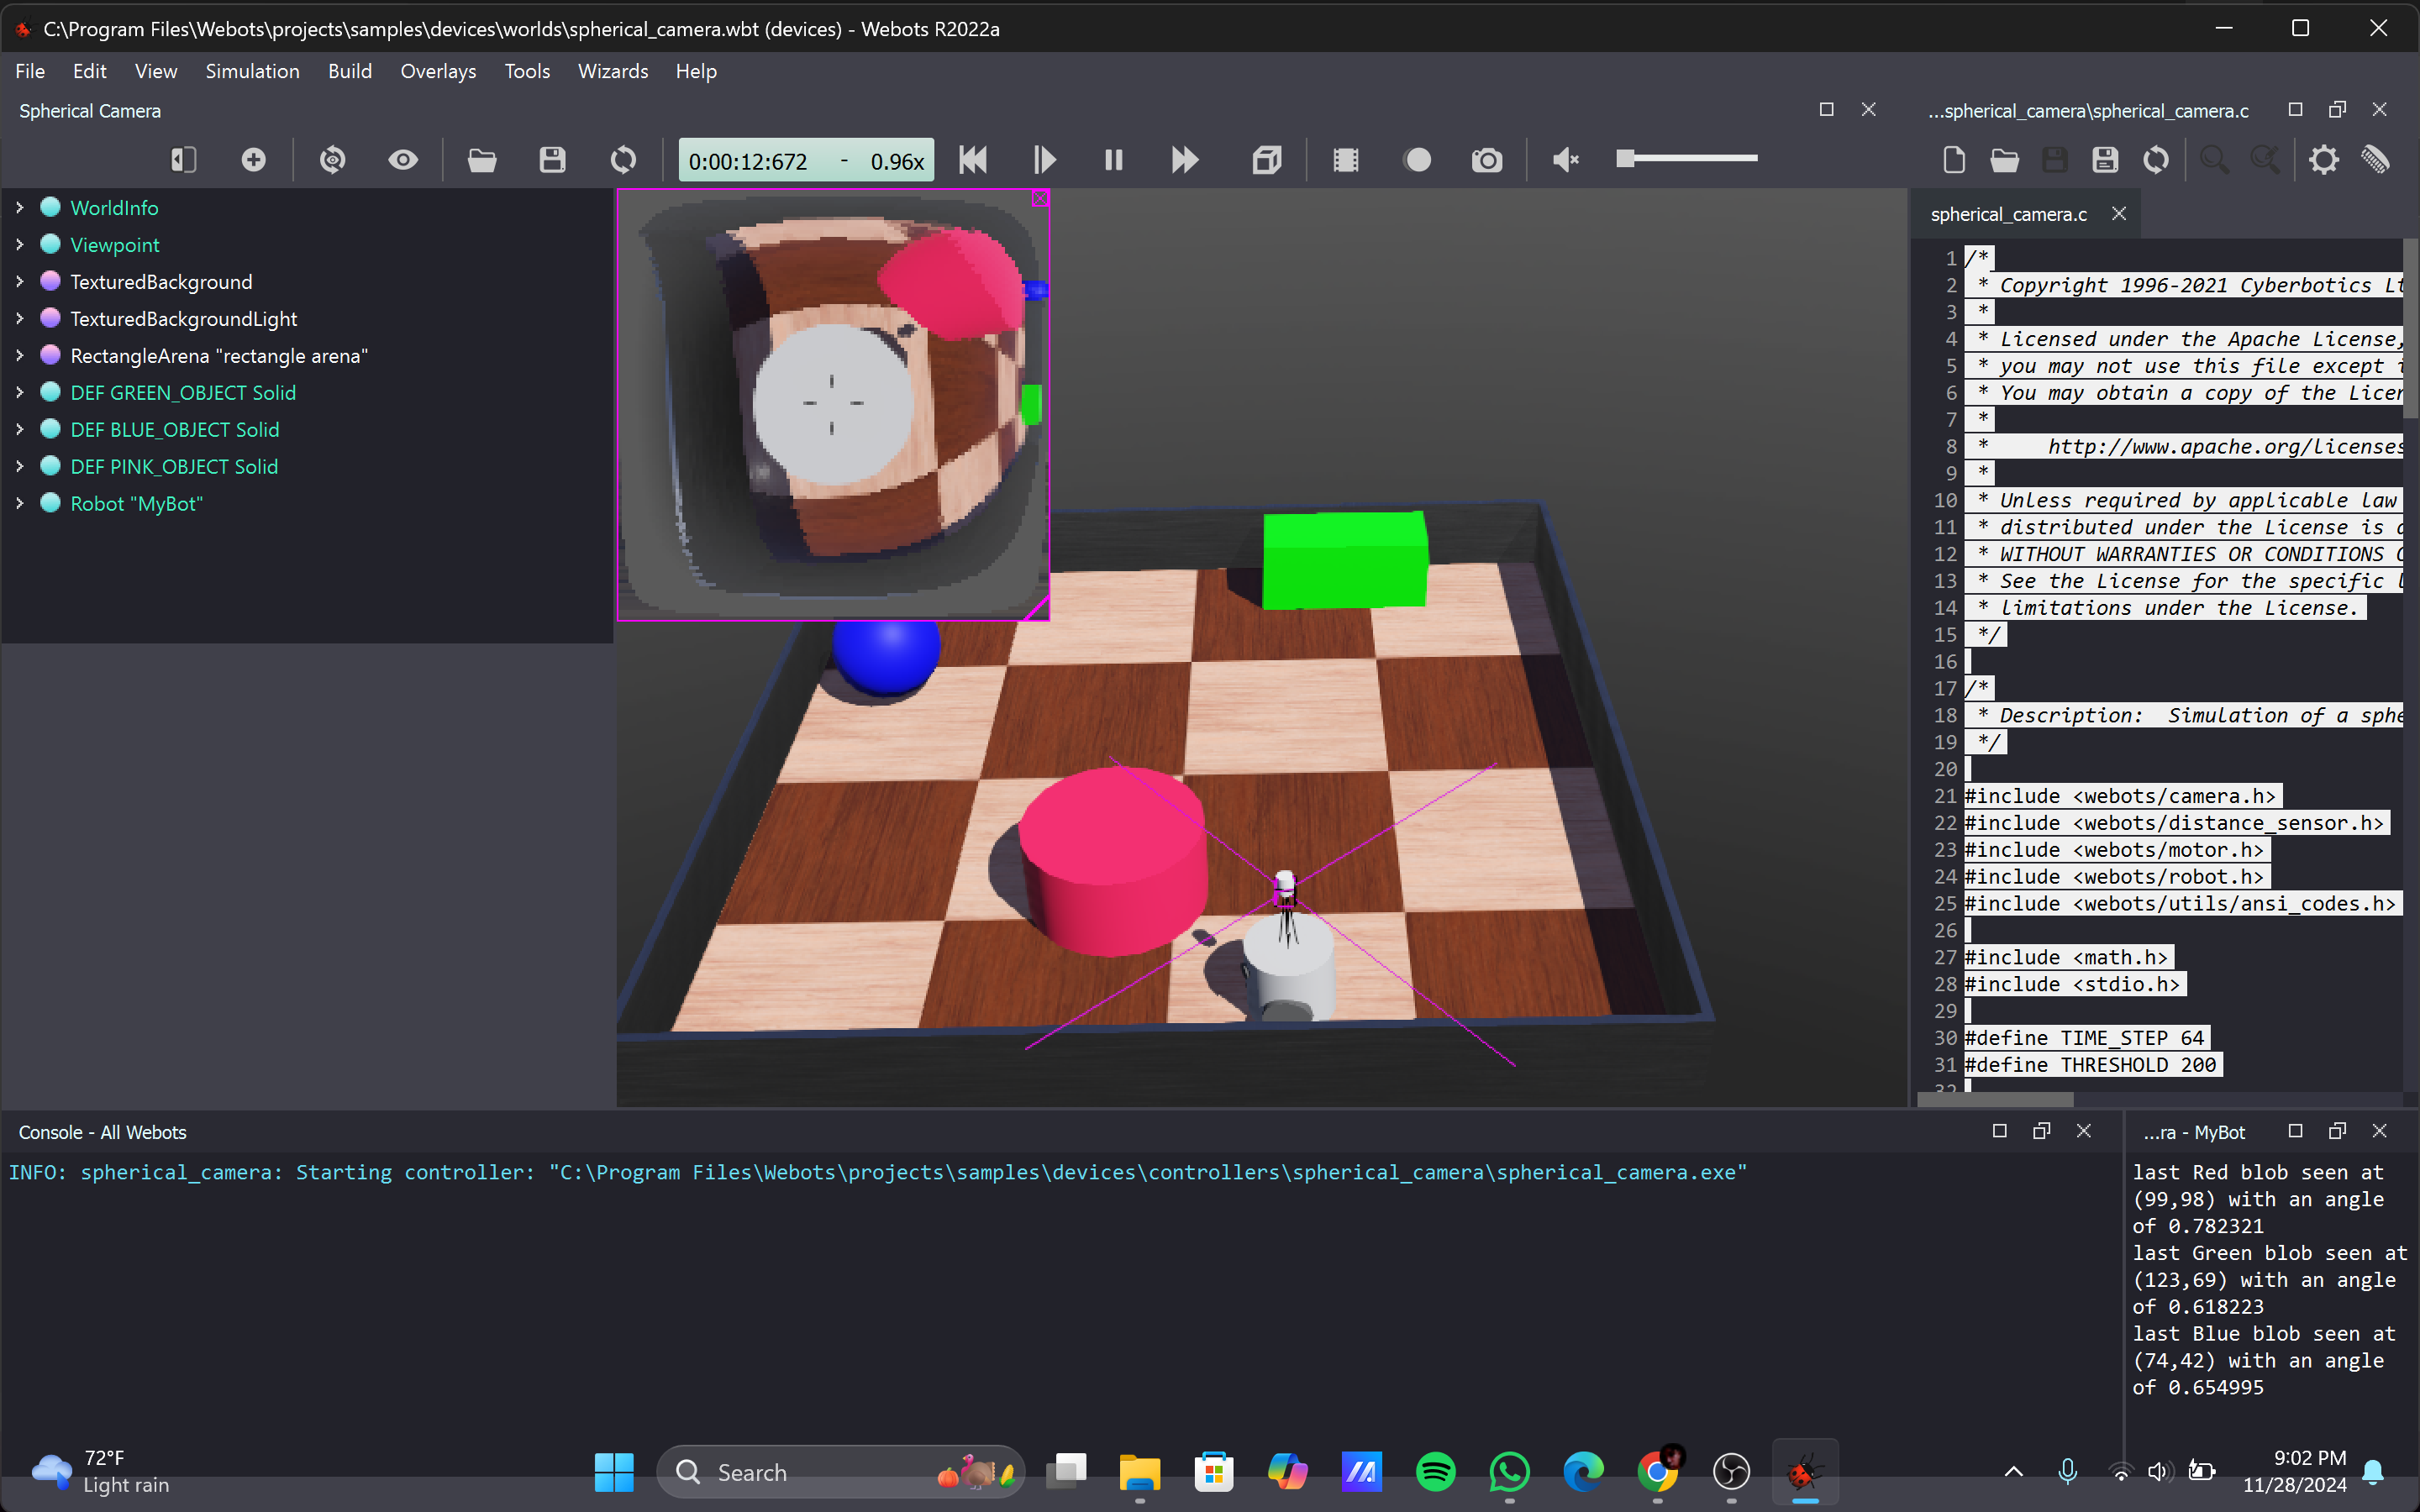 C:\Program Files\Webots\projects\samples\devices\worlds\spherical_camera.wbt (devices) - Webots R2022a
File Edit View Simulation Build Overlays Tools Wizards Help
Spherical Camera
...spherical_camera\spherical_camera.c
0:00:12:672 - 0.96x
WorldInfo
Viewpoint
TexturedBackground
TexturedBackgroundLight
RectangleArena "rectangle arena"
DEF GREEN_OBJECT Solid
DEF BLUE_OBJECT Solid
DEF PINK_OBJECT Solid
Robot "MyBot"
spherical_camera.c
1 /*
2 * Copyright 1996-2021 Cyberbotics Lt
3 *
4 * Licensed under the Apache License,
5 * you may not use this file except i
6 * You may obtain a copy of the Licen
7 *
8 * http://www.apache.org/licenses
9 *
10 * Unless required by applicable law
11 * distributed under the License is
12 * WITHOUT WARRANTIES OR CONDITIONS
13 * See the License for the specific l
14 * limitations under the License.
15 */
16
17 /*
18 * Description: Simulation of a sphe
19 */
20
21 #include <webots/camera.h>
22 #include <webots/distance_sensor.h>
23 #include <webots/motor.h>
24 #include <webots/robot.h>
25 #include <webots/utils/ansi_codes.h>
26
27 #include <math.h>
28 #include <stdio.h>
29
30 #define TIME_STEP 64
31 #define THRESHOLD 200
32
Console - All Webots
INFO: spherical_camera: Starting controller: "C:\Program Files\Webots\projects\samples\devices\controllers\spherical_camera\spherical_camera.exe"
...ra - MyBot
last Red blob seen at
(99,98) with an angle
of 0.782321
last Green blob seen at
(123,69) with an angle
of 0.618223
last Blue blob seen at
(74,42) with an angle
of 0.654995
72°F
Light rain
Search
9:02 PM
11/28/2024